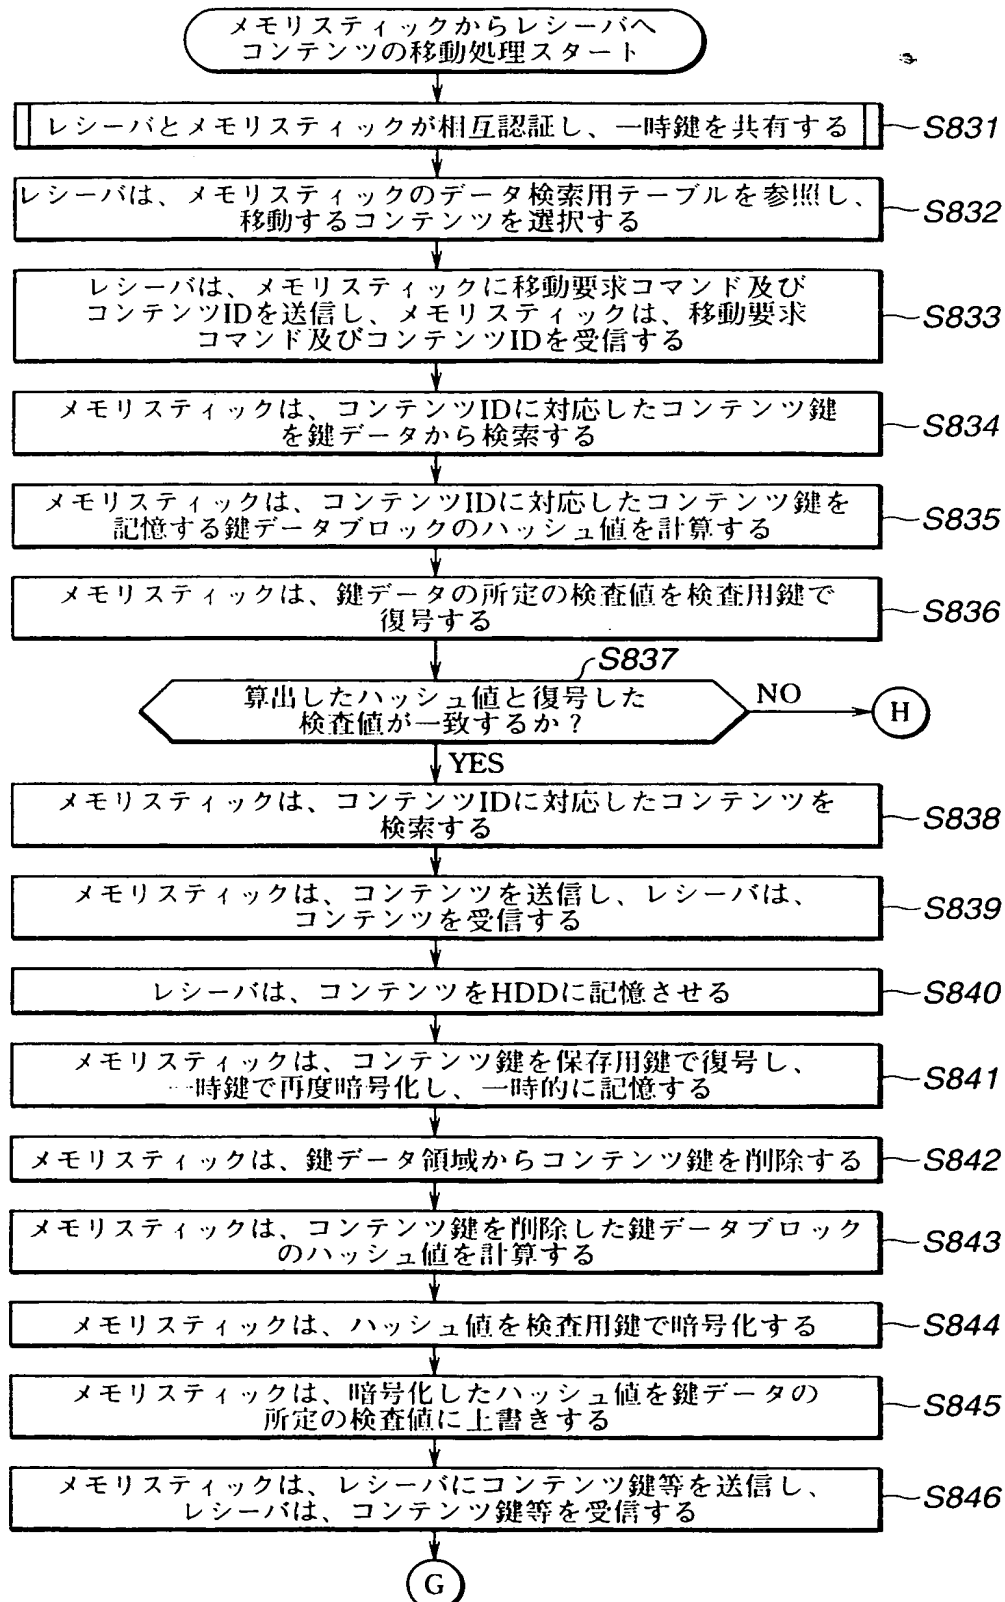 メモリスティックからレシーバへ
コンテンツの移動処理スタート
レシーバとメモリスティックが相互認証し、一時鍵を共有する
S831
レシーバは、メモリスティックのデータ検索用テーブルを参照し、
移動するコンテンツを選択する
S832
レシーバは、メモリスティックに移動要求コマンド及び
コンテンツIDを送信し、メモリスティックは、移動要求
コマンド及びコンテンツIDを受信する
S833
メモリスティックは、コンテンツIDに対応したコンテンツ鍵
を鍵データから検索する
S834
メモリスティックは、コンテンツIDに対応したコンテンツ鍵を
記憶する鍵データブロックのハッシュ値を計算する
S835
メモリスティックは、鍵データの所定の検査値を検査用鍵で
復号する
S836
S837
算出したハッシュ値と復号した
検査値が一致するか？
NO
H
YES
メモリスティックは、コンテンツIDに対応したコンテンツを
検索する
S838
メモリスティックは、コンテンツを送信し、レシーバは、
コンテンツを受信する
S839
レシーバは、コンテンツをHDDに記憶させる
S840
メモリスティックは、コンテンツ鍵を保存用鍵で復号し、
一時鍵で再度暗号化し、一時的に記憶する
S841
メモリスティックは、鍵データ領域からコンテンツ鍵を削除する
S842
メモリスティックは、コンテンツ鍵を削除した鍵データブロック
のハッシュ値を計算する
S843
メモリスティックは、ハッシュ値を検査用鍵で暗号化する
S844
メモリスティックは、暗号化したハッシュ値を鍵データの
所定の検査値に上書きする
S845
メモリスティックは、レシーバにコンテンツ鍵等を送信し、
レシーバは、コンテンツ鍵等を受信する
S846
G